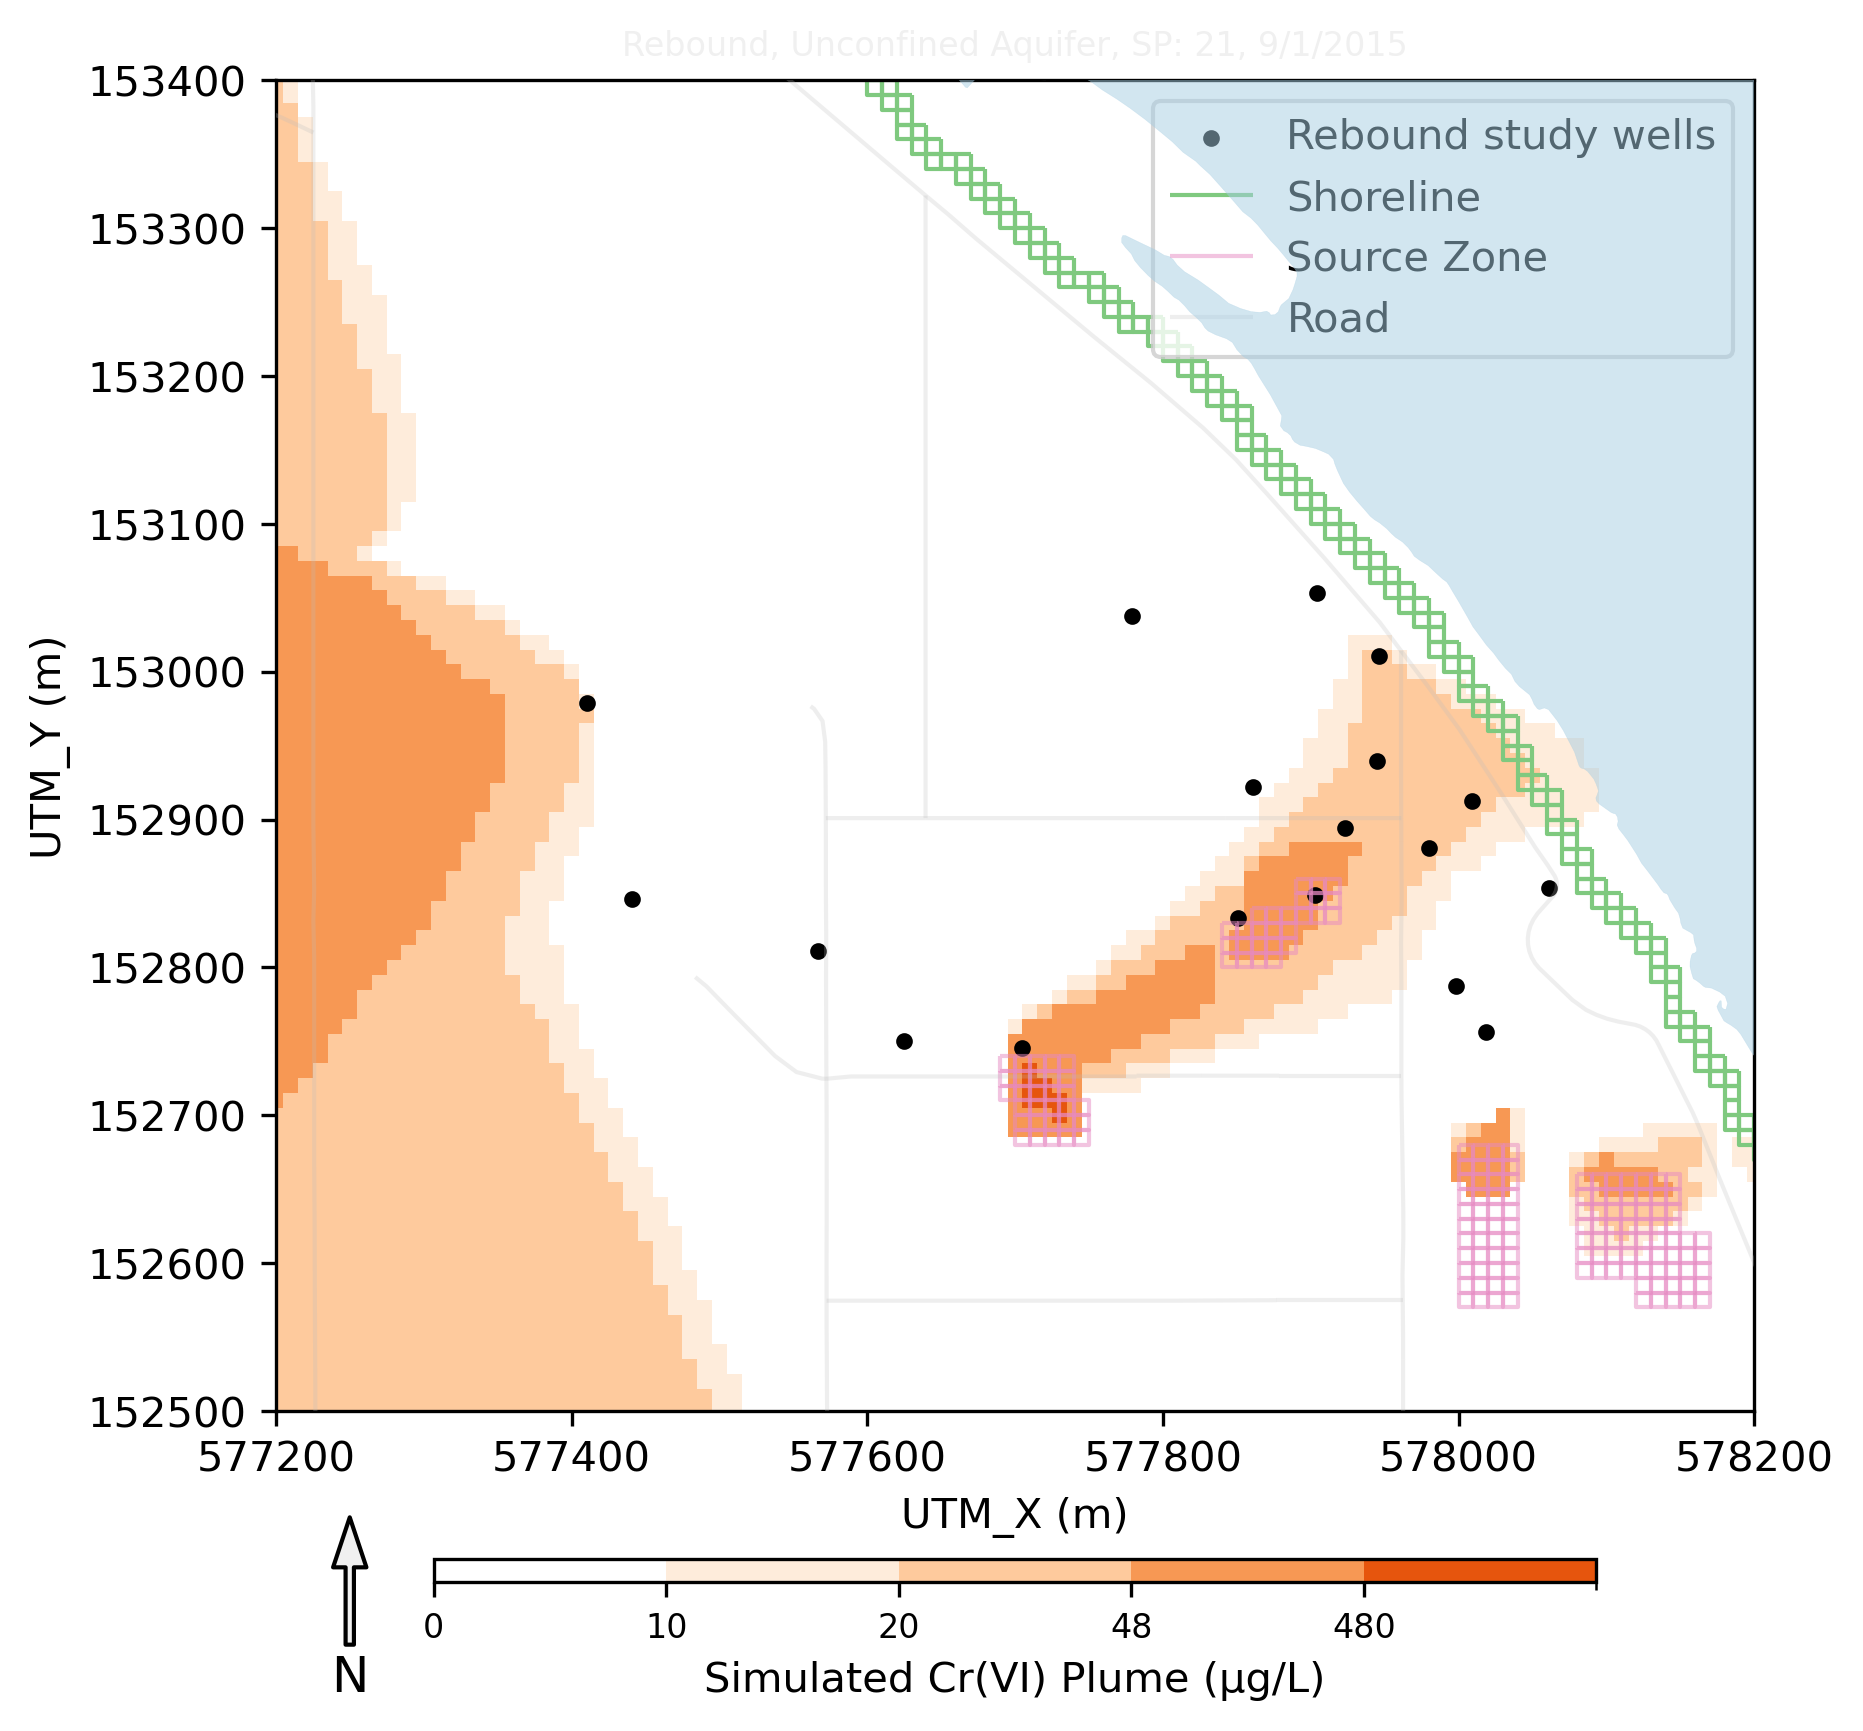 Rebound, Unconfined Aquifer, SP: 21, 9/1/2015
153400
153300
153200
153100
153000
152900
152800
152700
152600
152500
UTM_Y (m)
Rebound study wells
Shoreline
Source Zone
Road
577200 577400 577600 577800 578000 578200
UTM_X (m)
N
0 10 20 48 480
Simulated Cr(VI) Plume (μg/L)